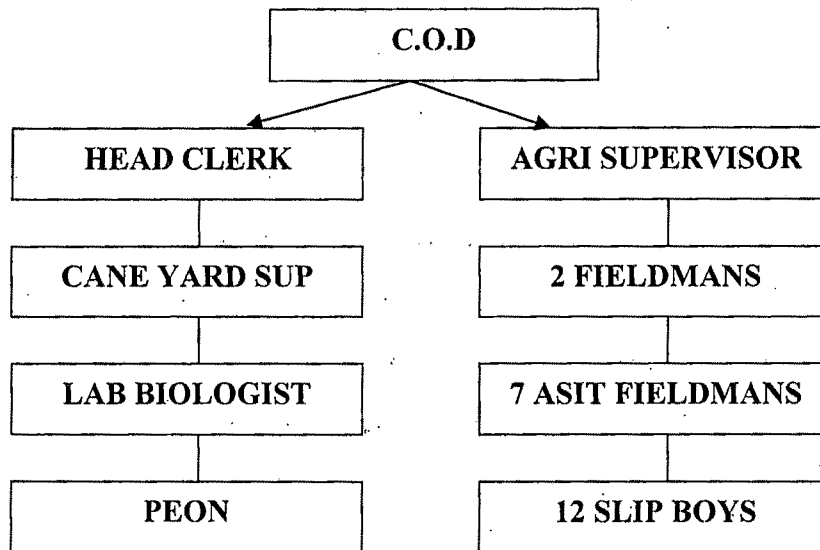 C.O.D
HEAD CLERK
AGRI SUPERVISOR
CANE YARD SUP
2 FIELDMANS
LAB BIOLOGIST
7 ASIT FIELDMANS
PEON
12 SLIP BOYS